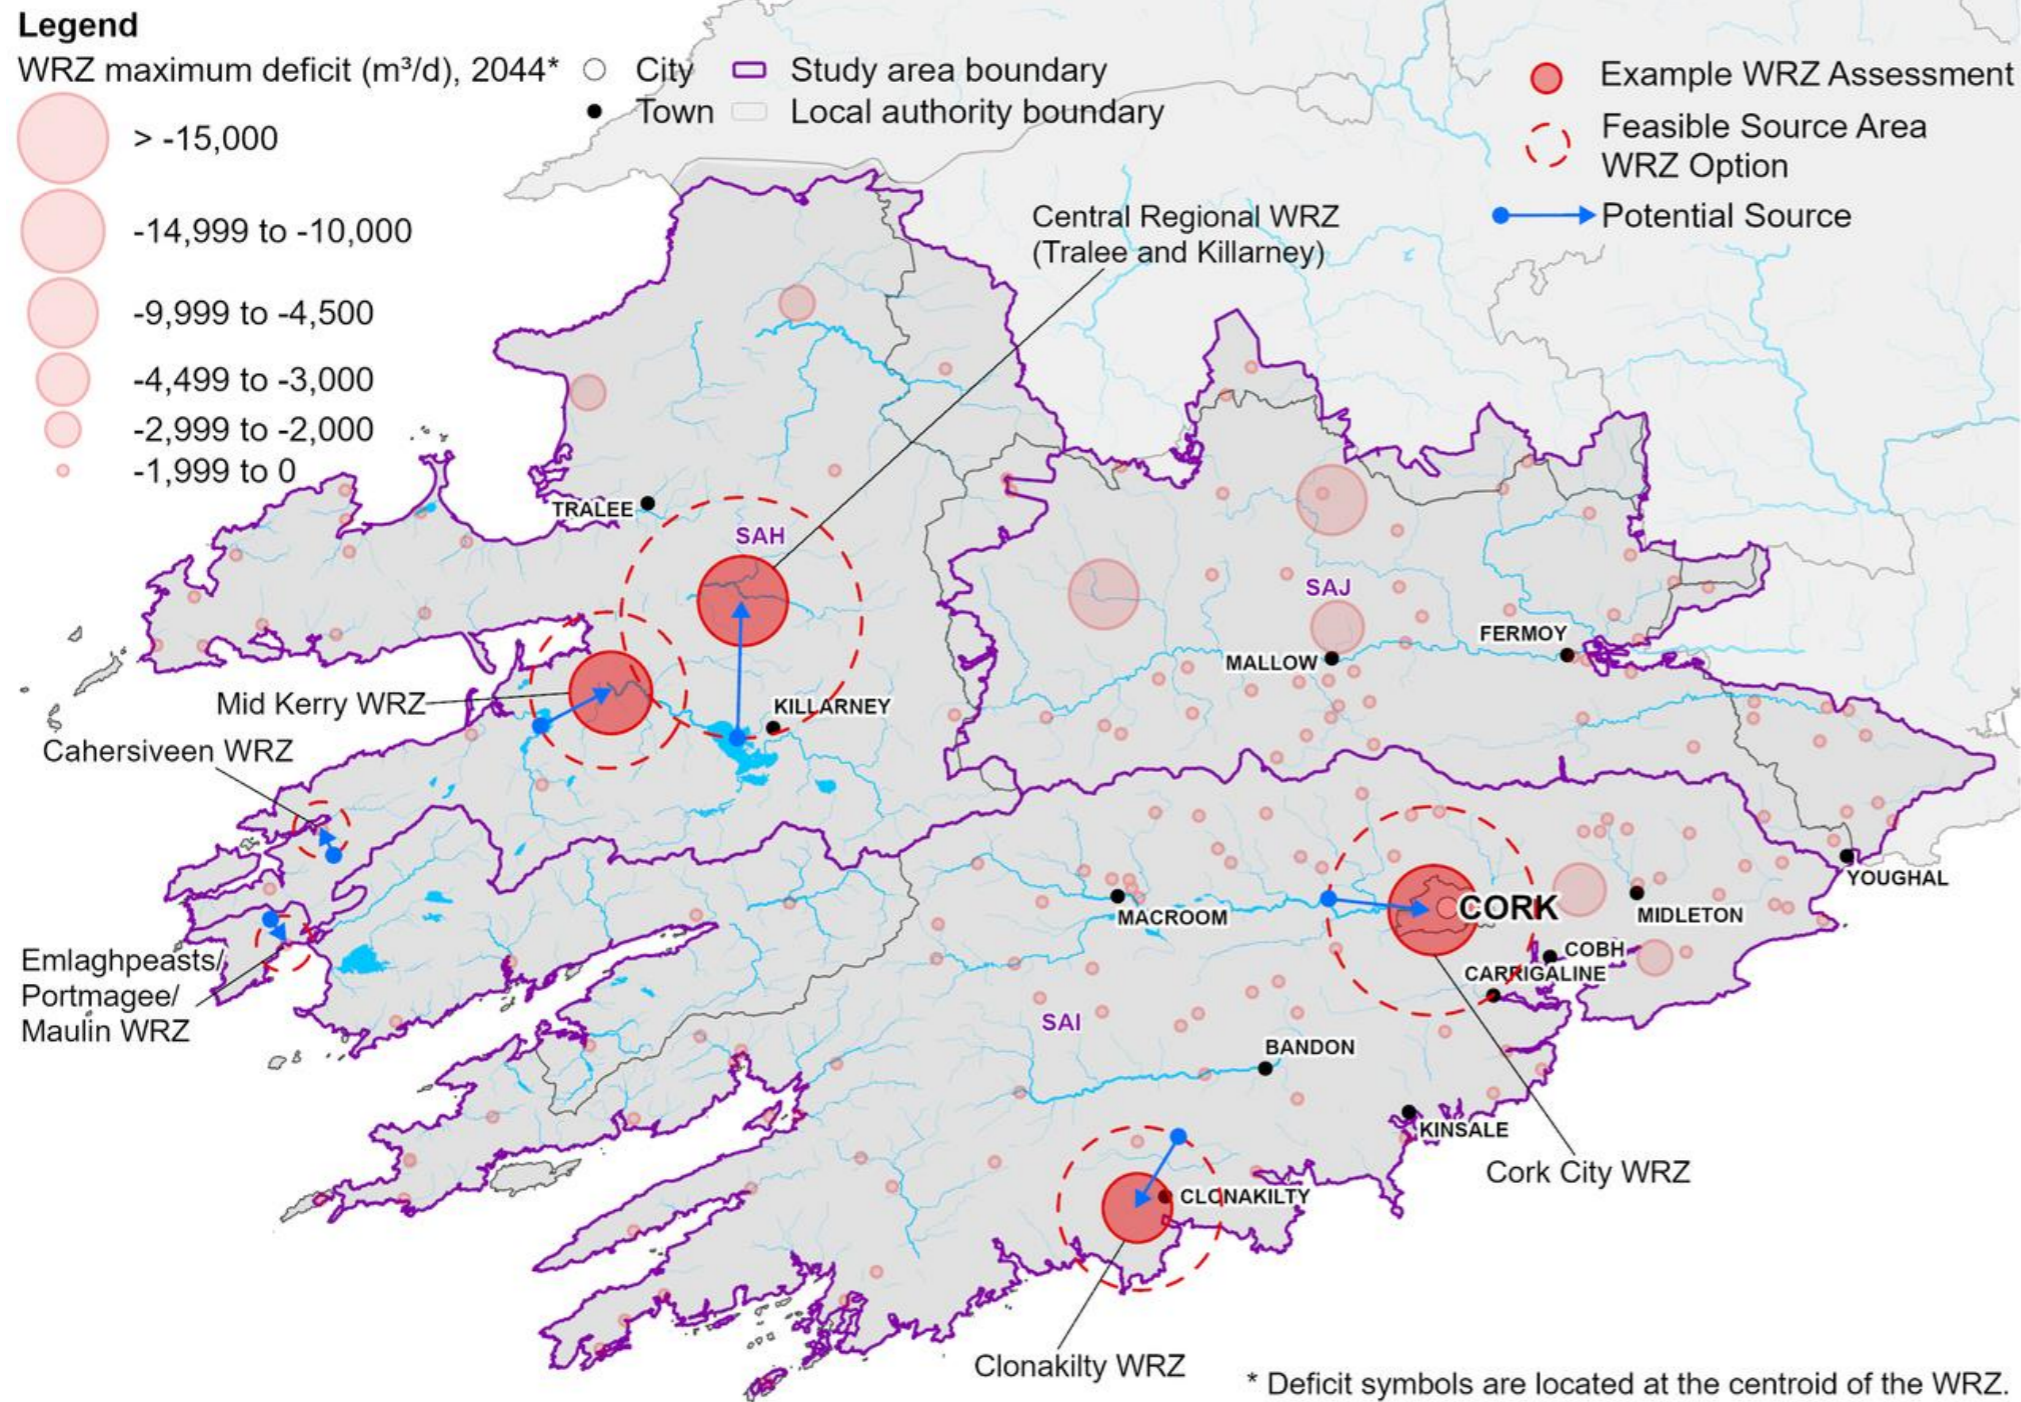 Legend
WRZ maximum deficit (m³/d), 2044*
> -15,000
-14,999 to -10,000
-9,999 to -4,500
-4,499 to -3,000
-2,999 to -2,000
-1,999 to 0
City
Town
Study area boundary
Local authority boundary
Example WRZ Assessment
Feasible Source Area
WRZ Option
Potential Source
Central Regional WRZ
(Tralee and Killarney)
TRALEE
SAH
SAJ
FERMOY
MALLOW
Mid Kerry WRZ
KILLARNEY
Cahersiveen WRZ
YOUGHAL
CORK
MACROOM
MIDLETON
COBH
CARRIGALINE
Emlaghpeasts/
Portmagee/
Maulin WRZ
SAI
BANDON
KINSALE
Cork City WRZ
CLONAKILTY
Clonakilty WRZ
* Deficit symbols are located at the centroid of the WRZ.